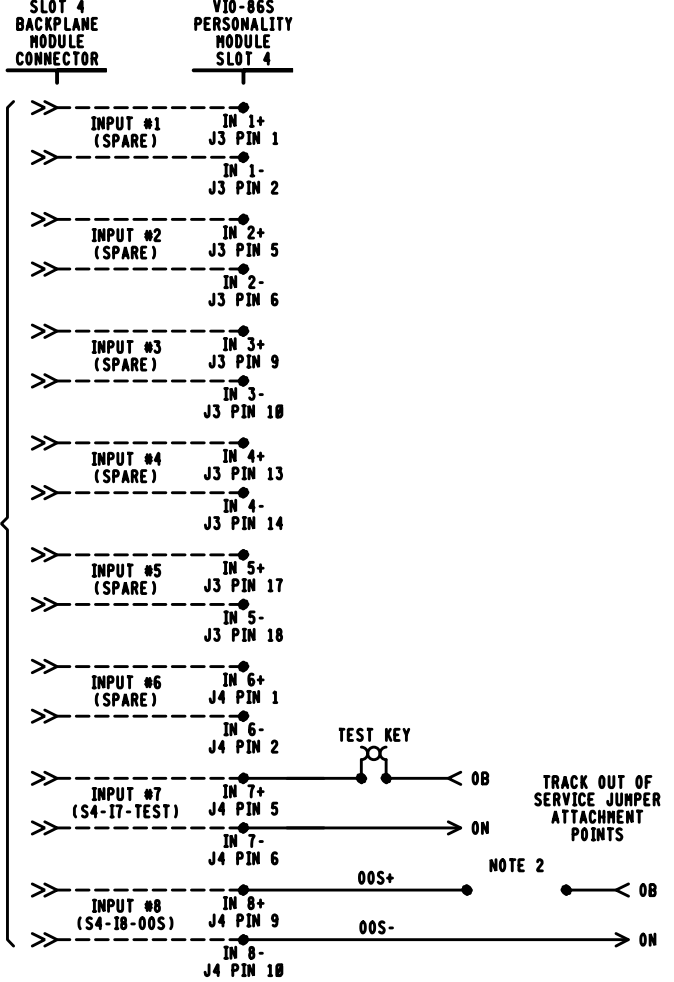 SLOT 4
BACKPLANE
MODULE
CONNECTOR
VIO-86S
PERSONALITY
MODULE
SLOT 4
INPUT #1
(SPARE)
IN 1+
J3 PIN 1
IN 1-
J3 PIN 2
INPUT #2
(SPARE)
IN 2+
J3 PIN 5
IN 2-
J3 PIN 6
INPUT #3
(SPARE)
IN 3+
J3 PIN 9
IN 3-
J3 PIN 10
INPUT #4
(SPARE)
IN 4+
J3 PIN 13
IN 4-
J3 PIN 14
INPUT #5
(SPARE)
IN 5+
J3 PIN 17
IN 5-
J3 PIN 18
INPUT #6
(SPARE)
IN 6+
J4 PIN 1
IN 6-
J4 PIN 2
TEST KEY
INPUT #7
(S4-I7-TEST)
IN 7+
J4 PIN 5
OB
IN 7-
J4 PIN 6
ON
TRACK OUT OF
SERVICE JUMPER
ATTACHMENT
POINTS
NOTE 2
INPUT #8
(S4-I8-OOS)
IN 8+
J4 PIN 9
OOS+
OB
OOS-
ON
IN 8-
J4 PIN 10